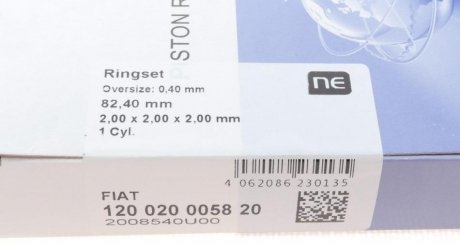 PISTON R
Ringset
Oversize: 0,40 mm
82,40 mm
2,00 x 2,00 x 2,00 mm
1 Cyl.
NE
4 062086 230135
FIAT
120 020 0058 20
2008540U00